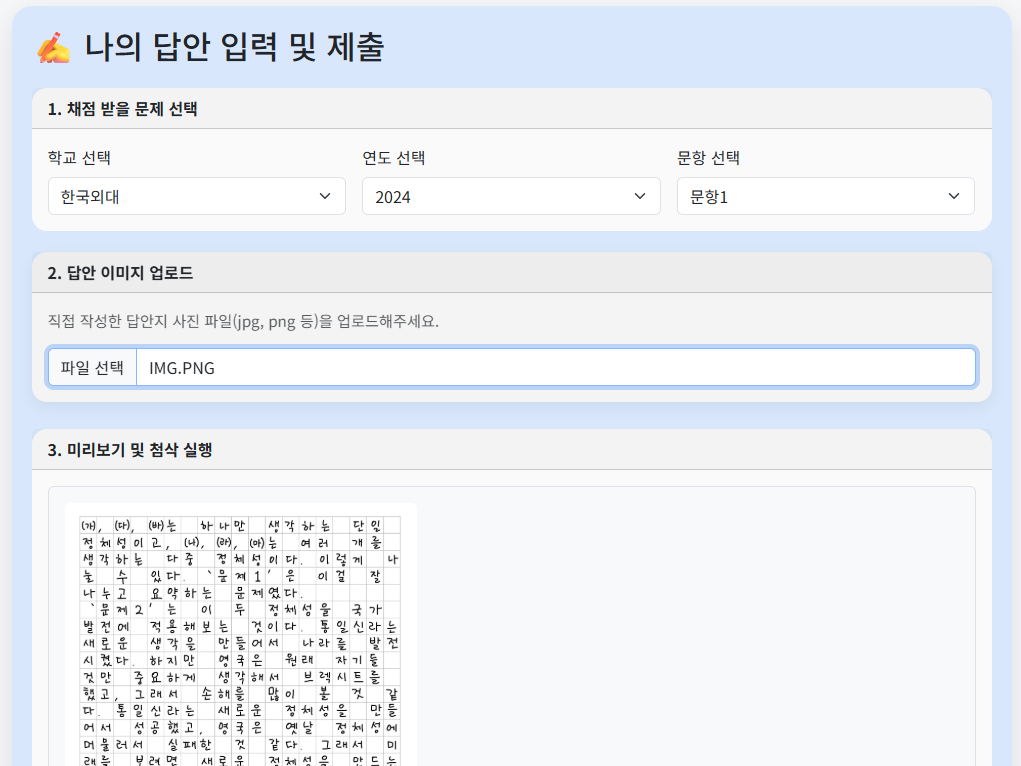 ✍️ 나의 답안 입력 및 제출
1. 채점 받을 문제 선택
학교 선택 연도 선택 문항 선택
한국외대 2024 문항1
2. 답안 이미지 업로드
직접 작성한 답안지 사진 파일(jpg, png 등)을 업로드해주세요.
파일 선택 IMG.PNG
3. 미리보기 및 첨삭 실행
(가), (다), (바)는 하나만 생각하는 단일
정체성이고, (나), (라), (마)는 여러 개를
생각하는 다중 정체성이다. 이렇게 나
눌 수 있다. '문제1'은 이걸 잘
나누고 요약하는 문제였다.
'문제2'는 이 두 정체성을 국가
발전에 적용해보는 것이다. 통일신라는
새로운 생각을 만들어서 나라를 발전
시켰다. 하지만 영국은 원래 자기들
것만 중요하게 생각해서 브렉시트를
했고, 그래서 손해를 많이 볼 것 같
다. 통일신라는 새로운 정체성을 만들
어서 성공했고, 영국은 옛날 정체성에
머물러서 실패한 것 같다. 그래서 미
래를 보려면 새로운 정체성을 만드는